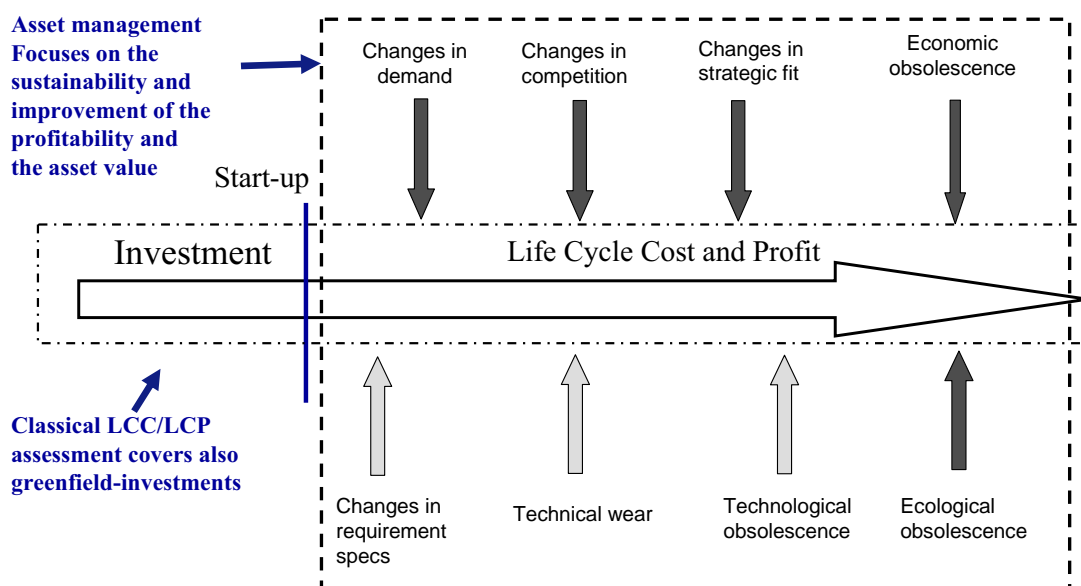 Asset management
Focuses on the
sustainability and
improvement of the
profitability and
the asset value
Changes in
demand
Changes in
competition
Changes in
strategic fit
Economic
obsolescence
Start-up
Investment
Life Cycle Cost and Profit
Classical LCC/LCP
assessment covers also
greenfield-investments
Changes in
requirement
specs
Technical wear
Technological
obsolescence
Ecological
obsolescence